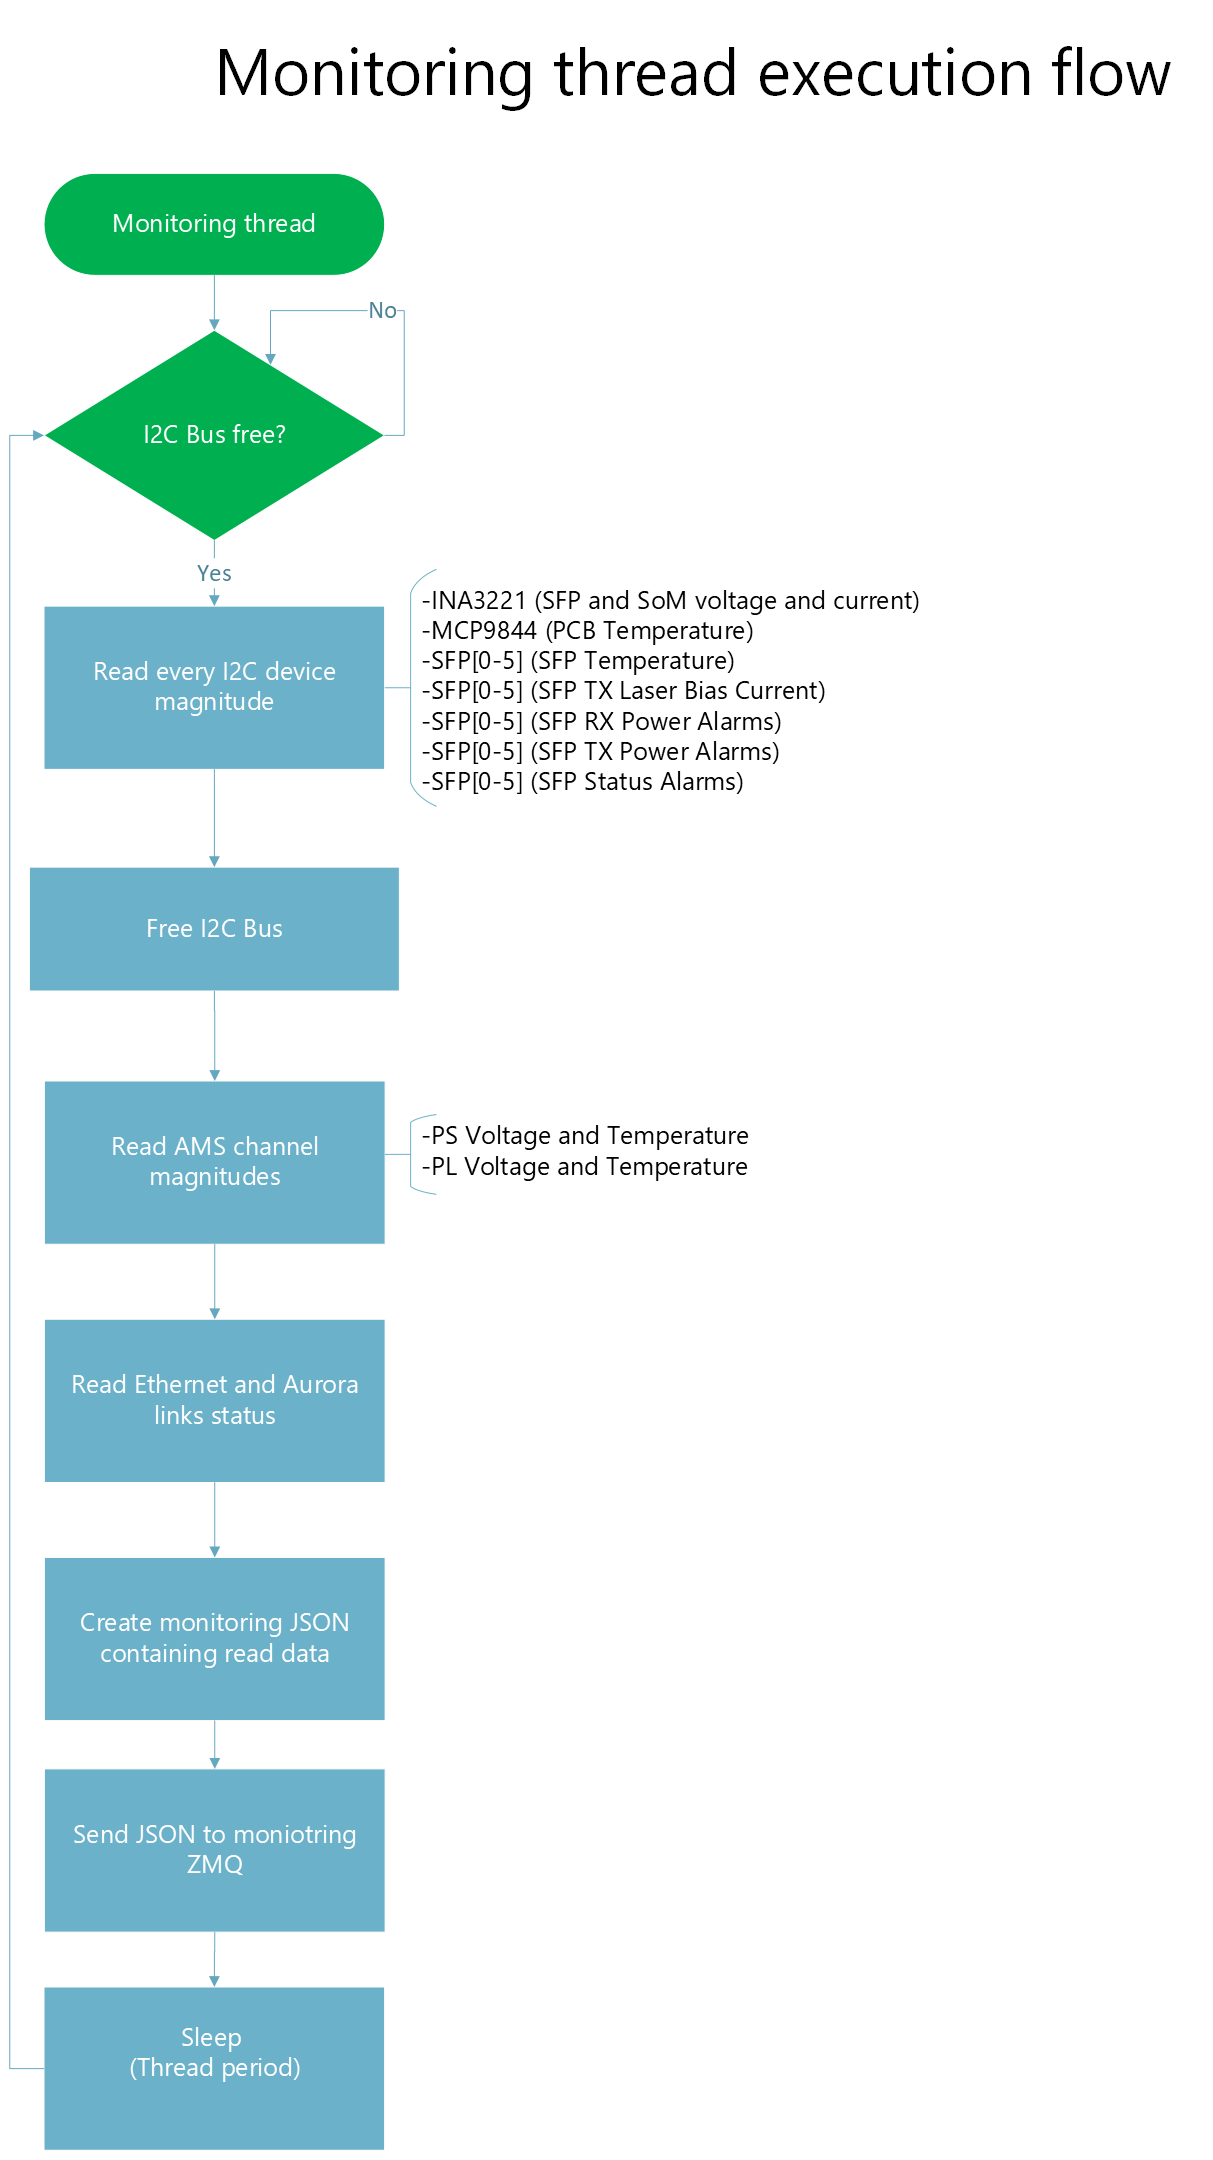 Monitoring thread execution flow
Monitoring thread
No
I2C Bus free?
Yes
Read every I2C device
magnitude
-INA3221 (SFP and SoM voltage and current)
-MCP9844 (PCB Temperature)
-SFP[0-5] (SFP Temperature)
-SFP[0-5] (SFP TX Laser Bias Current)
-SFP[0-5] (SFP RX Power Alarms)
-SFP[0-5] (SFP TX Power Alarms)
-SFP[0-5] (SFP Status Alarms)
Free I2C Bus
Read AMS channel
magnitudes
-PS Voltage and Temperature
-PL Voltage and Temperature
Read Ethernet and Aurora
links status
Create monitoring JSON
containing read data
Send JSON to moniotring
ZMQ
Sleep
(Thread period)